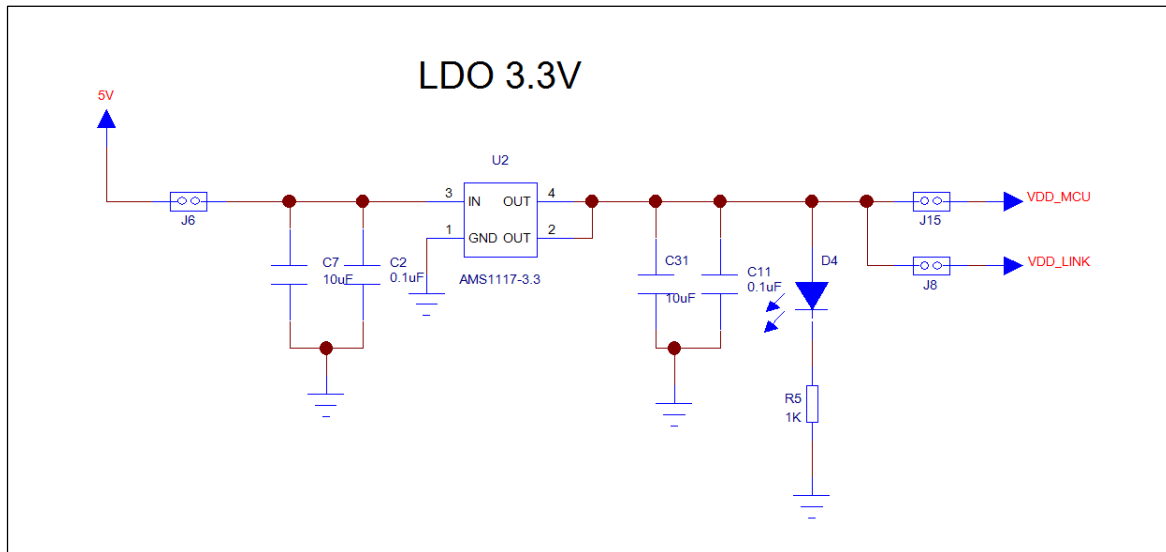 LDO 3.3V
5V
U2
3 IN OUT 4
1 GND OUT 2
AMS1117-3.3
J6
C7
10uF
C2
0.1uF
C31
10uF
C11
0.1uF
D4
R5
1K
J15
VDD_MCU
J8
VDD_LINK